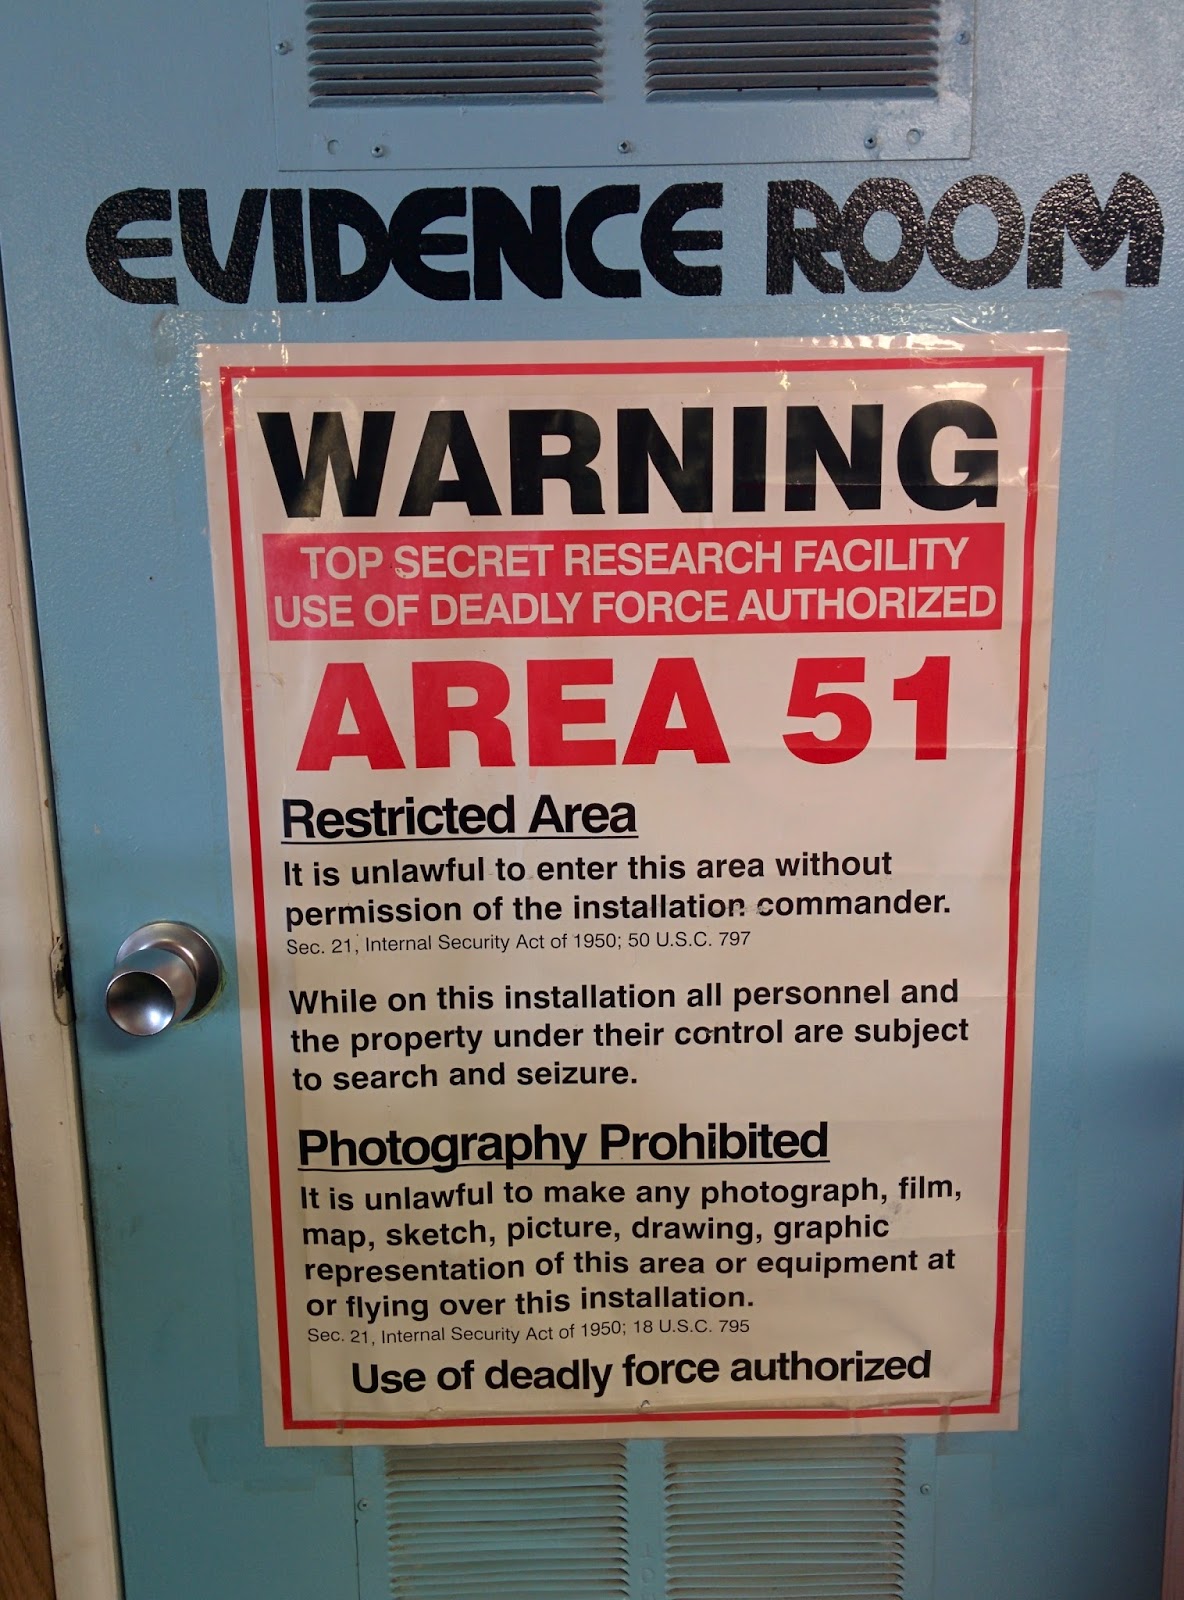 EVIDENCE ROOM
WARNING
TOP SECRET RESEARCH FACILITY
USE OF DEADLY FORCE AUTHORIZED
AREA 51
Restricted Area
It is unlawful to enter this area without
permission of the installation commander.
Sec. 21, Internal Security Act of 1950; 50 U.S.C. 797
While on this installation all personnel and
the property under their control are subject
to search and seizure.
Photography Prohibited
It is unlawful to make any photograph, film,
map, sketch, picture, drawing, graphic
representation of this area or equipment at
or flying over this installation.
Sec. 21, Internal Security Act of 1950; 18 U.S.C. 795
Use of deadly force authorized